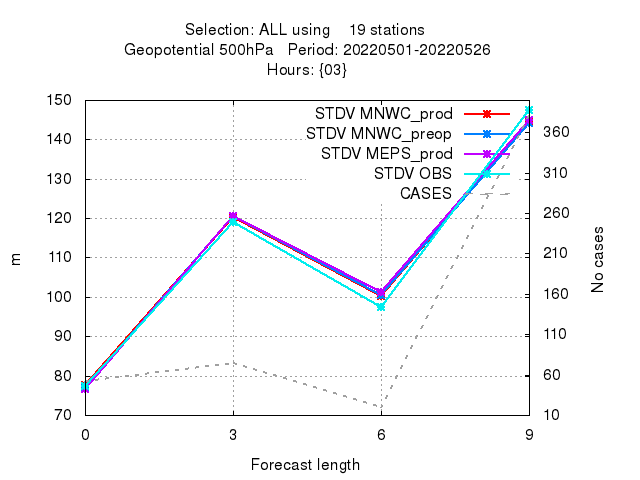 Selection: ALL using    19 stations
Geopotential 500hPa   Period: 20220501-20220526
Hours: {03}
STDV MNWC_prod
STDV MNWC_preop
STDV MEPS_prod
STDV OBS
CASES
150
140
130
120
110
100
90
80
70
m
360
310
260
210
160
110
60
10
No cases
0 3 6 9
Forecast length